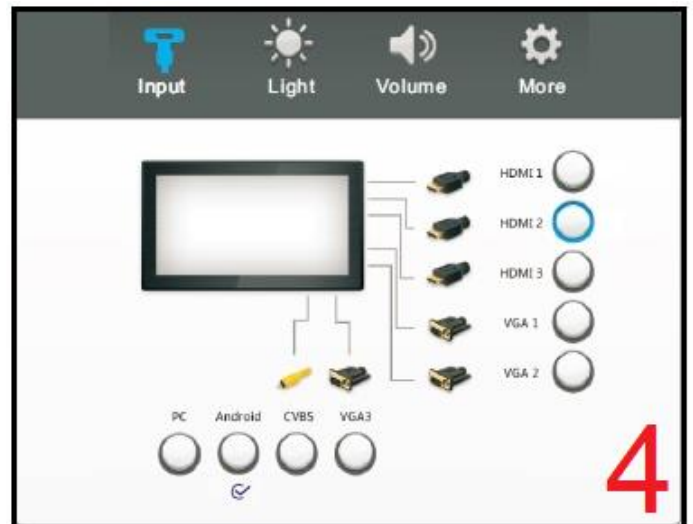 Input Light Volume More
HDMI 1
HDMI 2
HDMI 3
VGA 1
VGA 2
PC Android CVBS VGA3
4